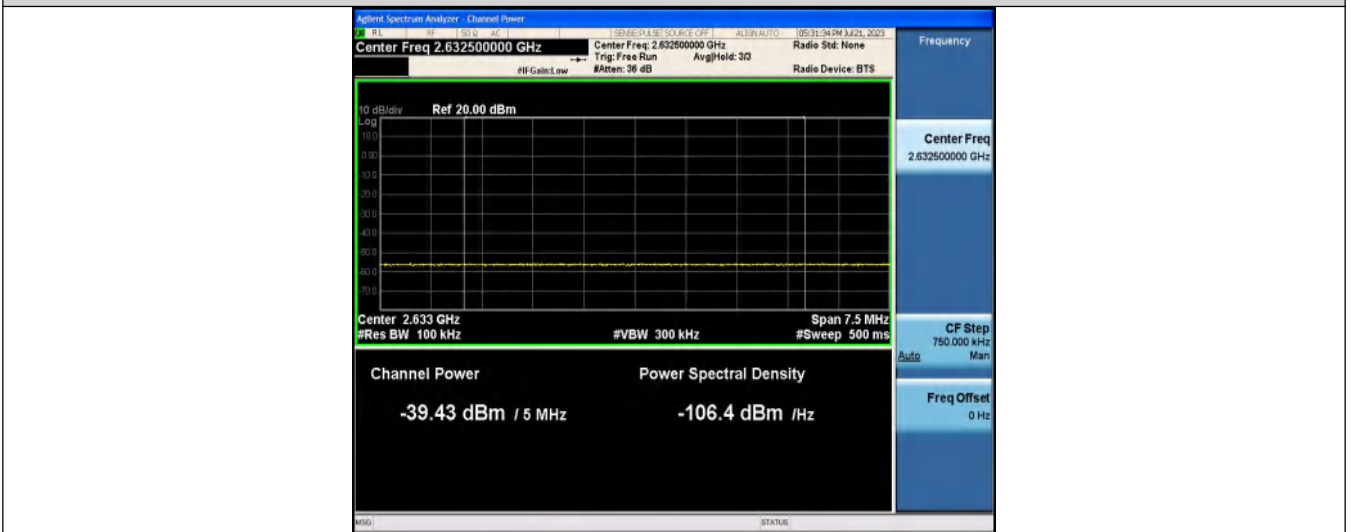 Agilent Spectrum Analyzer - Channel Power
RL RF 50 Ω AC SENSE:PULSE SOURCE OFF ALIGN AUTO 05:31:34 PM Jul 21, 2023
Center Freq 2.632500000 GHz
Center Freq: 2.632500000 GHz
Radio Std: None
Trig: Free Run Avg|Hold: 3/3
#IFGain:Low
#Atten: 36 dB
Radio Device: BTS
10 dB/div Ref 20.00 dBm
Log
10.0
0.00
-10.0
-20.0
-30.0
-40.0
-50.0
-60.0
-70.0
Center 2.633 GHz
Span 7.5 MHz
#Res BW 100 kHz
#VBW 300 kHz
#Sweep 500 ms
Channel Power
Power Spectral Density
-39.43 dBm / 5 MHz
-106.4 dBm /Hz
Frequency
Center Freq
2.632500000 GHz
CF Step
750.000 kHz
Auto Man
Freq Offset
0 Hz
MSG
STATUS